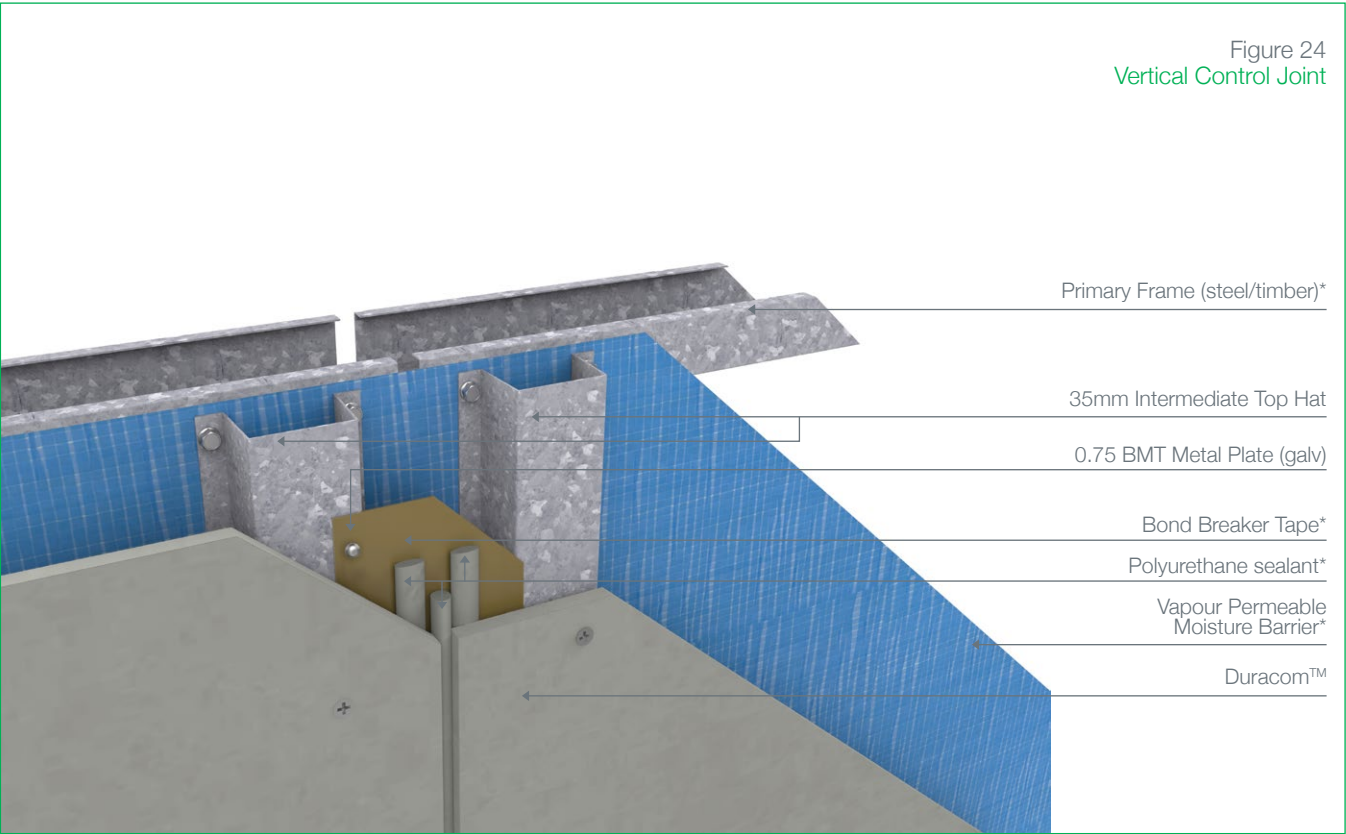 Figure 24
Vertical Control Joint
Primary Frame (steel/timber)*
35mm Intermediate Top Hat
0.75 BMT Metal Plate (galv)
Bond Breaker Tape*
Polyurethane sealant*
Vapour Permeable
Moisture Barrier*
Duracom™